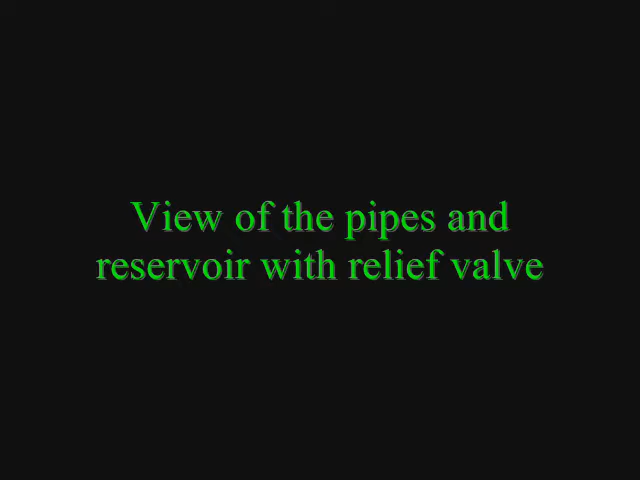 View of the pipes and
reservoir with relief valve